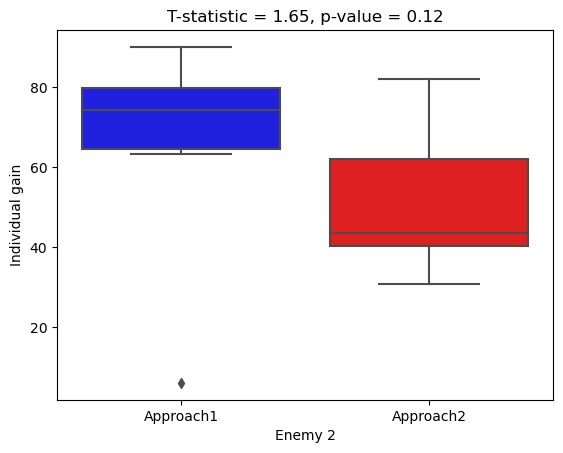 T-statistic = 1.65, p-value = 0.12
80
60
40
20
Individual gain
Approach1
Approach2
Enemy 2